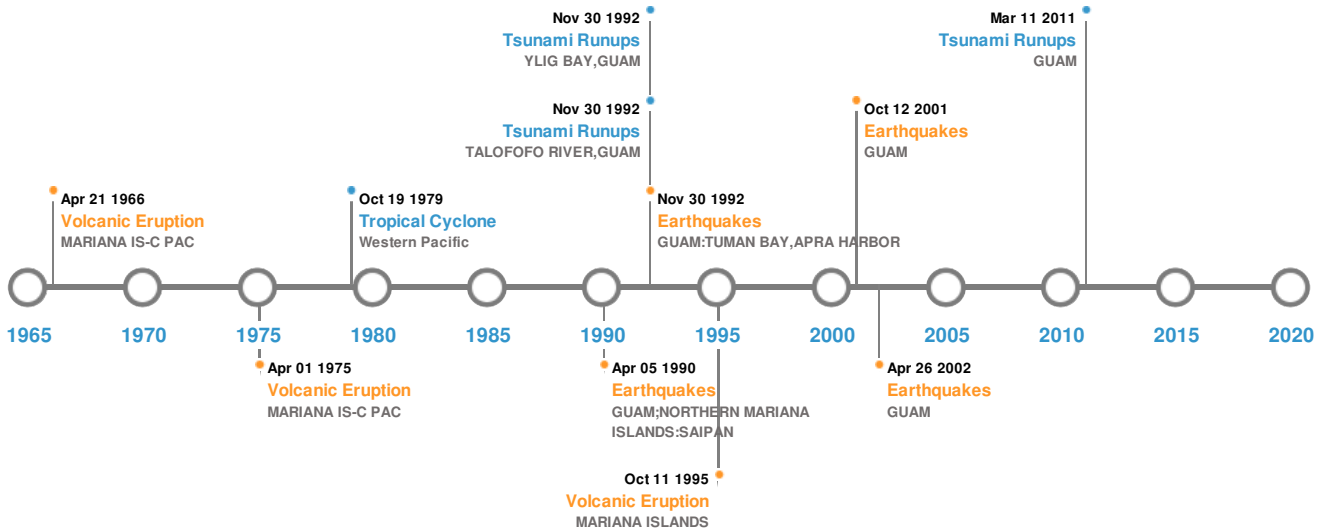 Nov 30 1992
Tsunami Runups
YLIG BAY,GUAM
Mar 11 2011
Tsunami Runups
GUAM
Nov 30 1992
Tsunami Runups
TALOFOFO RIVER,GUAM
Oct 12 2001
Earthquakes
GUAM
Apr 21 1966
Volcanic Eruption
MARIANA IS-C PAC
Oct 19 1979
Tropical Cyclone
Western Pacific
Nov 30 1992
Earthquakes
GUAM:TUMAN BAY,APRA HARBOR
1965 1970 1975 1980 1985 1990 1995 2000 2005 2010 2015 2020
Apr 01 1975
Volcanic Eruption
MARIANA IS-C PAC
Apr 05 1990
Earthquakes
GUAM;NORTHERN MARIANA
ISLANDS:SAIPAN
Apr 26 2002
Earthquakes
GUAM
Oct 11 1995
Volcanic Eruption
MARIANA ISLANDS